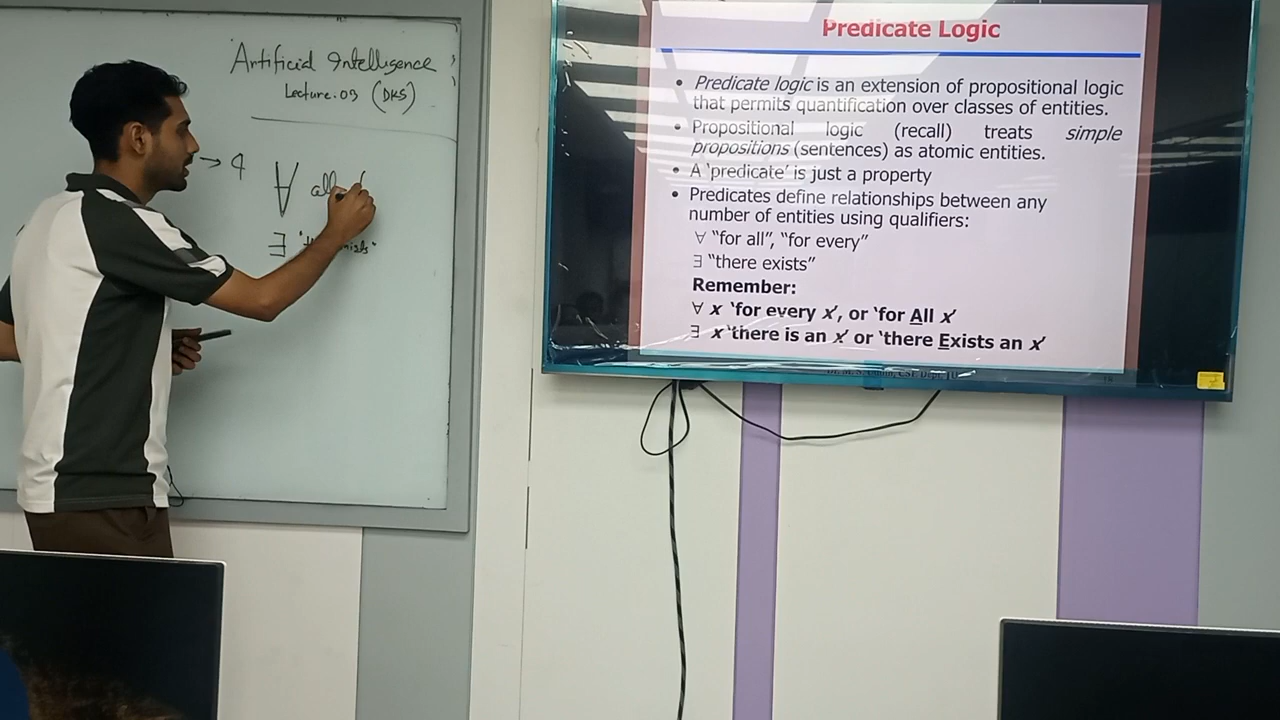 Artificial Intelligence
Lecture.03 (DKS)
→ 4
∀ all
∃
Predicate Logic
• Predicate logic is an extension of propositional logic
that permits quantification over classes of entities.
• Propositional logic (recall) treats simple
propositions (sentences) as atomic entities.
• A ‘predicate’ is just a property
• Predicates define relationships between any
number of entities using qualifiers:
∀ “for all”, “for every”
∃ “there exists”
Remember:
∀ x ‘for every x’, or ‘for All x’
∃ x ‘there is an x’ or ‘there Exists an x’